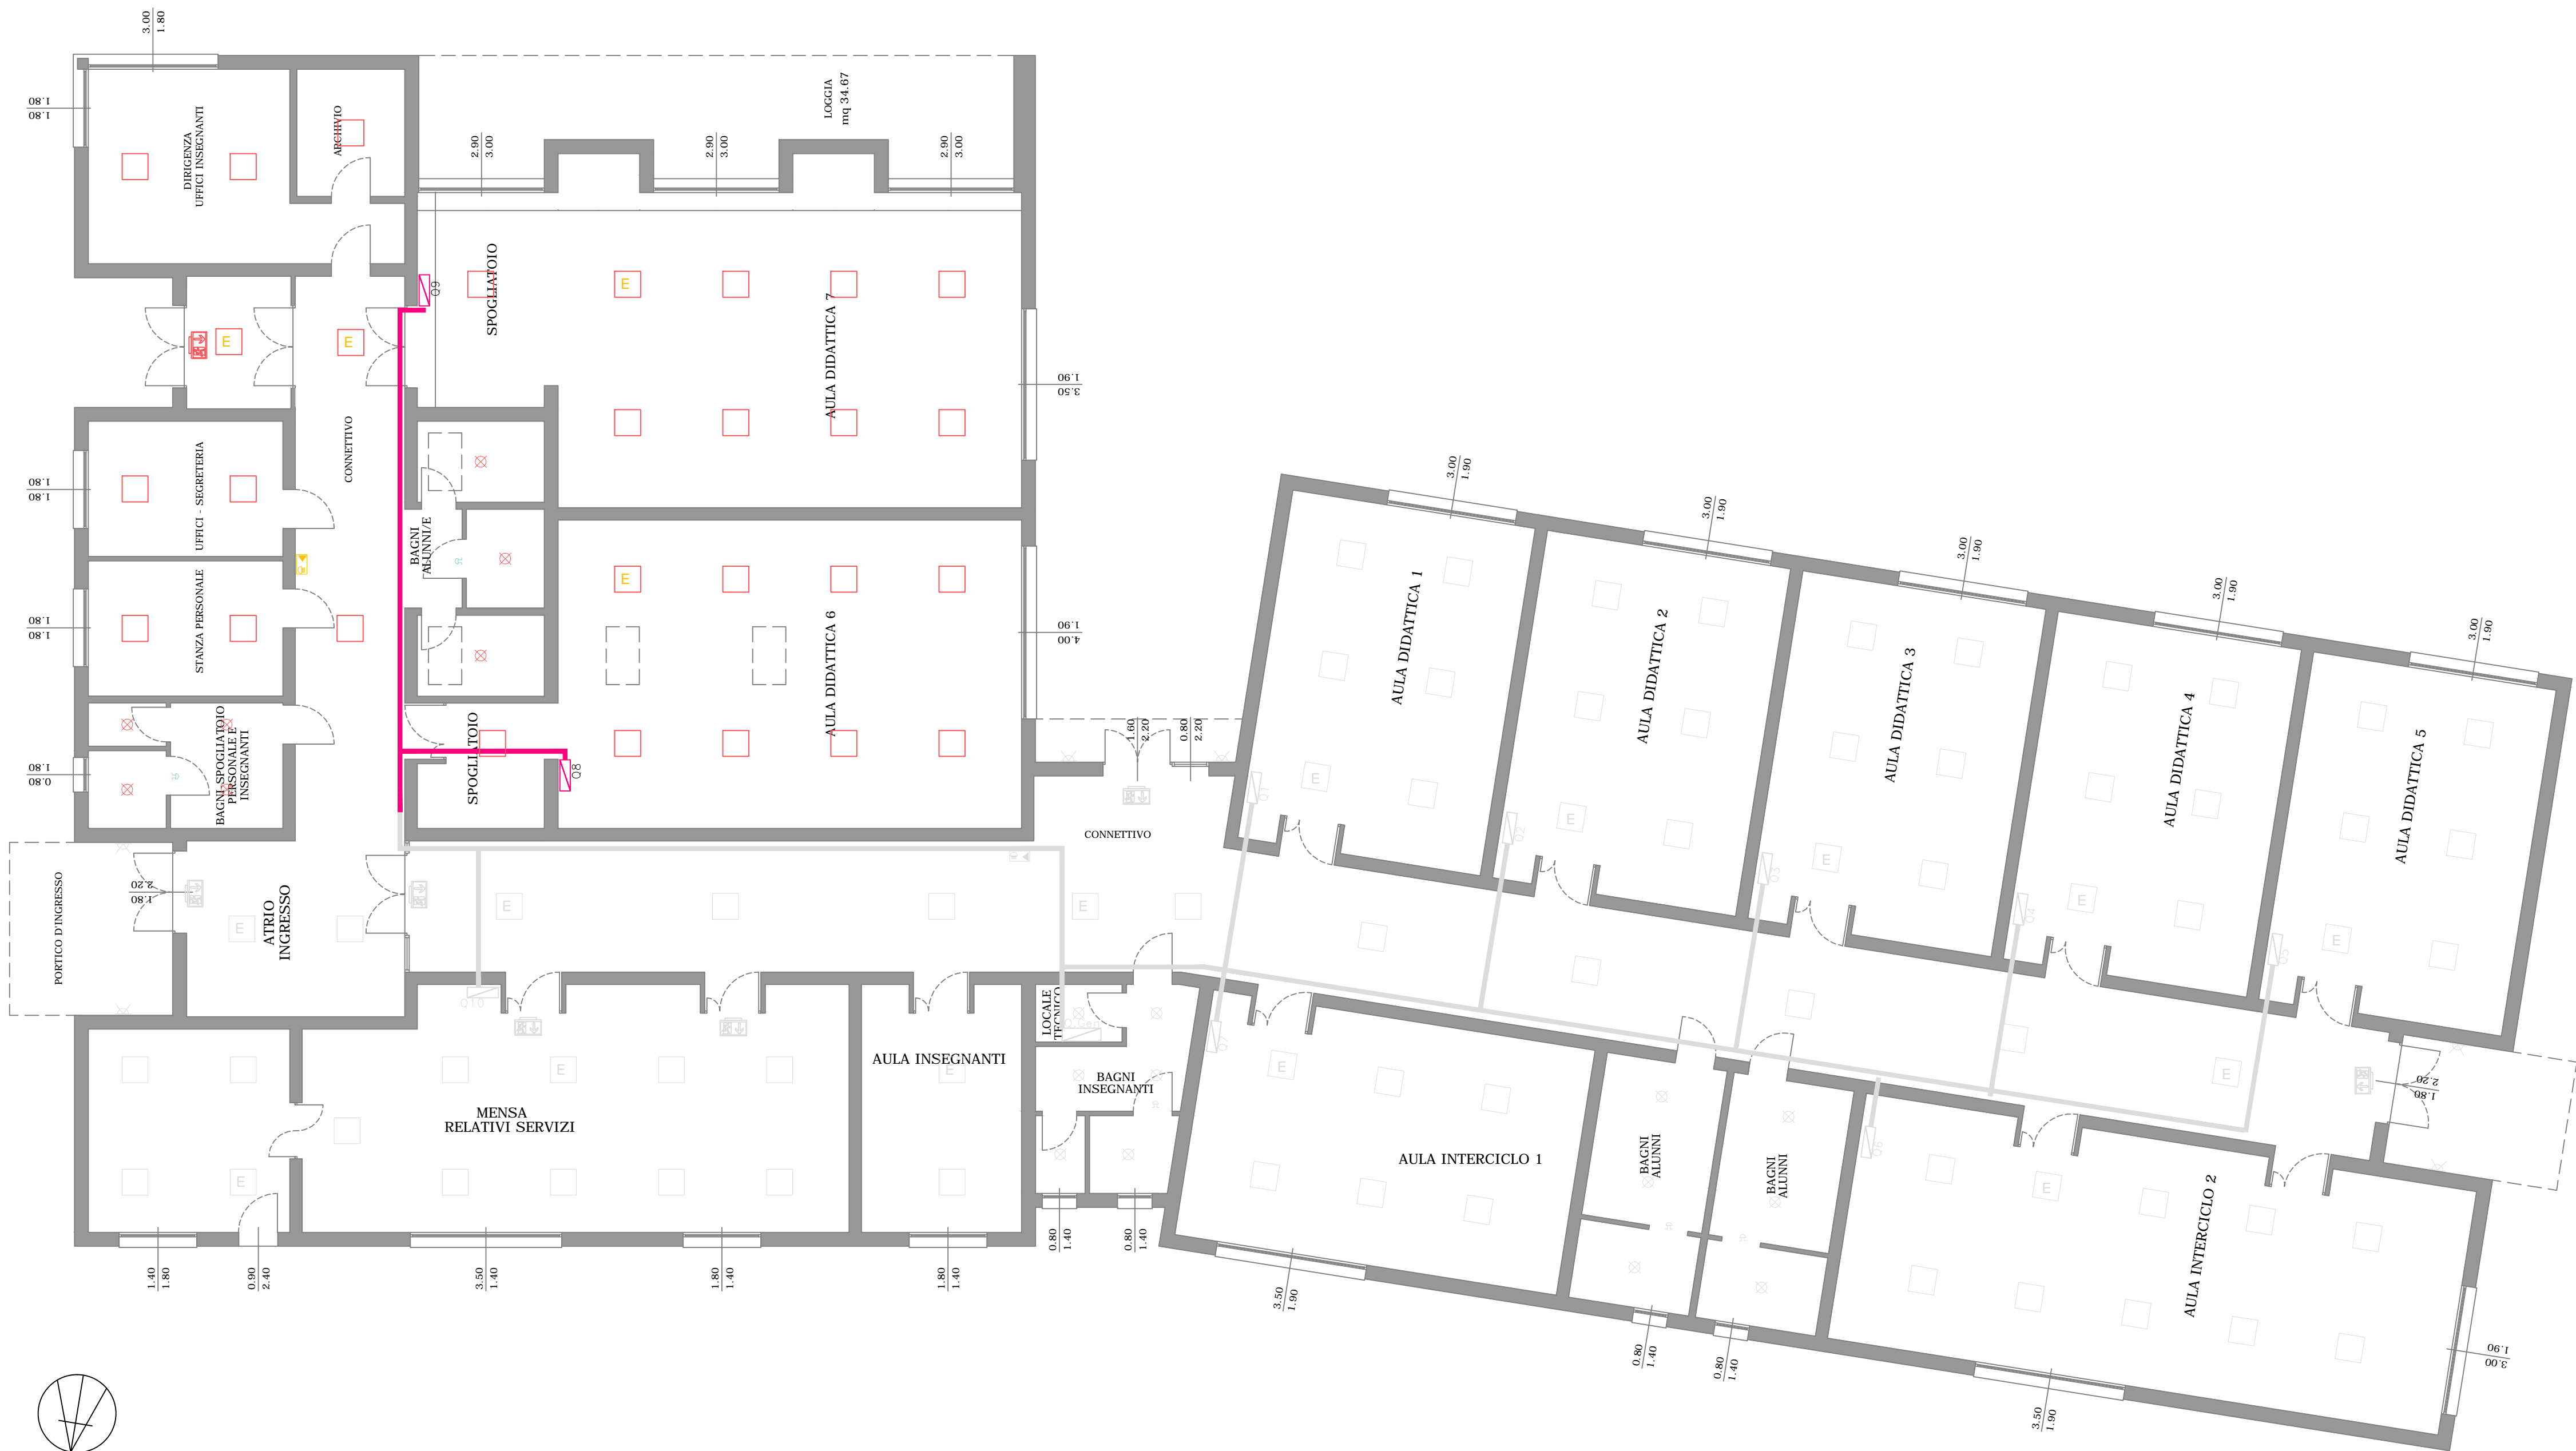 3.00
1.80
1.80
1.80
DIRIGENZA
UFFICI INSEGNANTI
ARCHIVIO
LOGGIA
mq 34.67
2.90
3.00
2.90
3.00
2.90
3.00
Q9
SPOGLIATOIO
E
AULA DIDATTICA 7
E
E
1.90
3.50
CONNETTIVO
1.80
1.80
UFFICI - SEGRETERIA
BAGNI
ALUNNI/E
E
AULA DIDATTICA 6
1.90
4.00
1.80
1.80
STANZA PERSONALE
BAGNI-SPOGLIATOIO
PERSONALE E
INSEGNANTI
1.80
0.80
SPOGLIATOIO
Q8
1.60
2.20
0.80
2.20
CONNETTIVO
PORTICO D'INGRESSO
2.20
1.80
ATRIO
INGRESSO
E
E
E
Q10
MENSA
RELATIVI SERVIZI
E
E
AULA INSEGNANTI
E
LOCALE
TECNICO
BAGNI
INSEGNANTI
1.40
1.80
0.90
2.40
3.50
1.40
1.80
1.40
1.80
1.40
0.80
1.40
0.80
1.40
3.00
1.90
3.00
1.90
3.00
1.90
3.00
1.90
3.00
1.90
AULA DIDATTICA 1
AULA DIDATTICA 2
AULA DIDATTICA 3
AULA DIDATTICA 4
AULA DIDATTICA 5
E
E
E
E
E
Q1
Q2
Q3
Q4
Q5
Q7
E
AULA INTERCICLO 1
BAGNI
ALUNNI
BAGNI
ALUNNI
Q6
E
E
AULA INTERCICLO 2
2.20
1.80
3.50
1.90
0.80
1.40
0.80
1.40
3.50
1.90
1.90
3.00